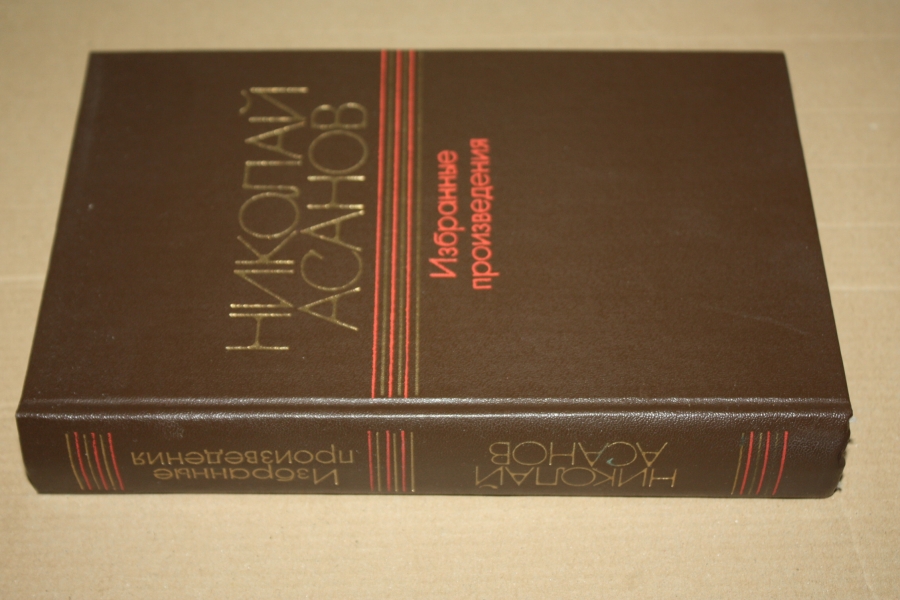 НИКОЛАЙ
АСАНОВ
Избранные
произведения
НИКОЛАЙ
АСАНОВ
Избранные
произведения